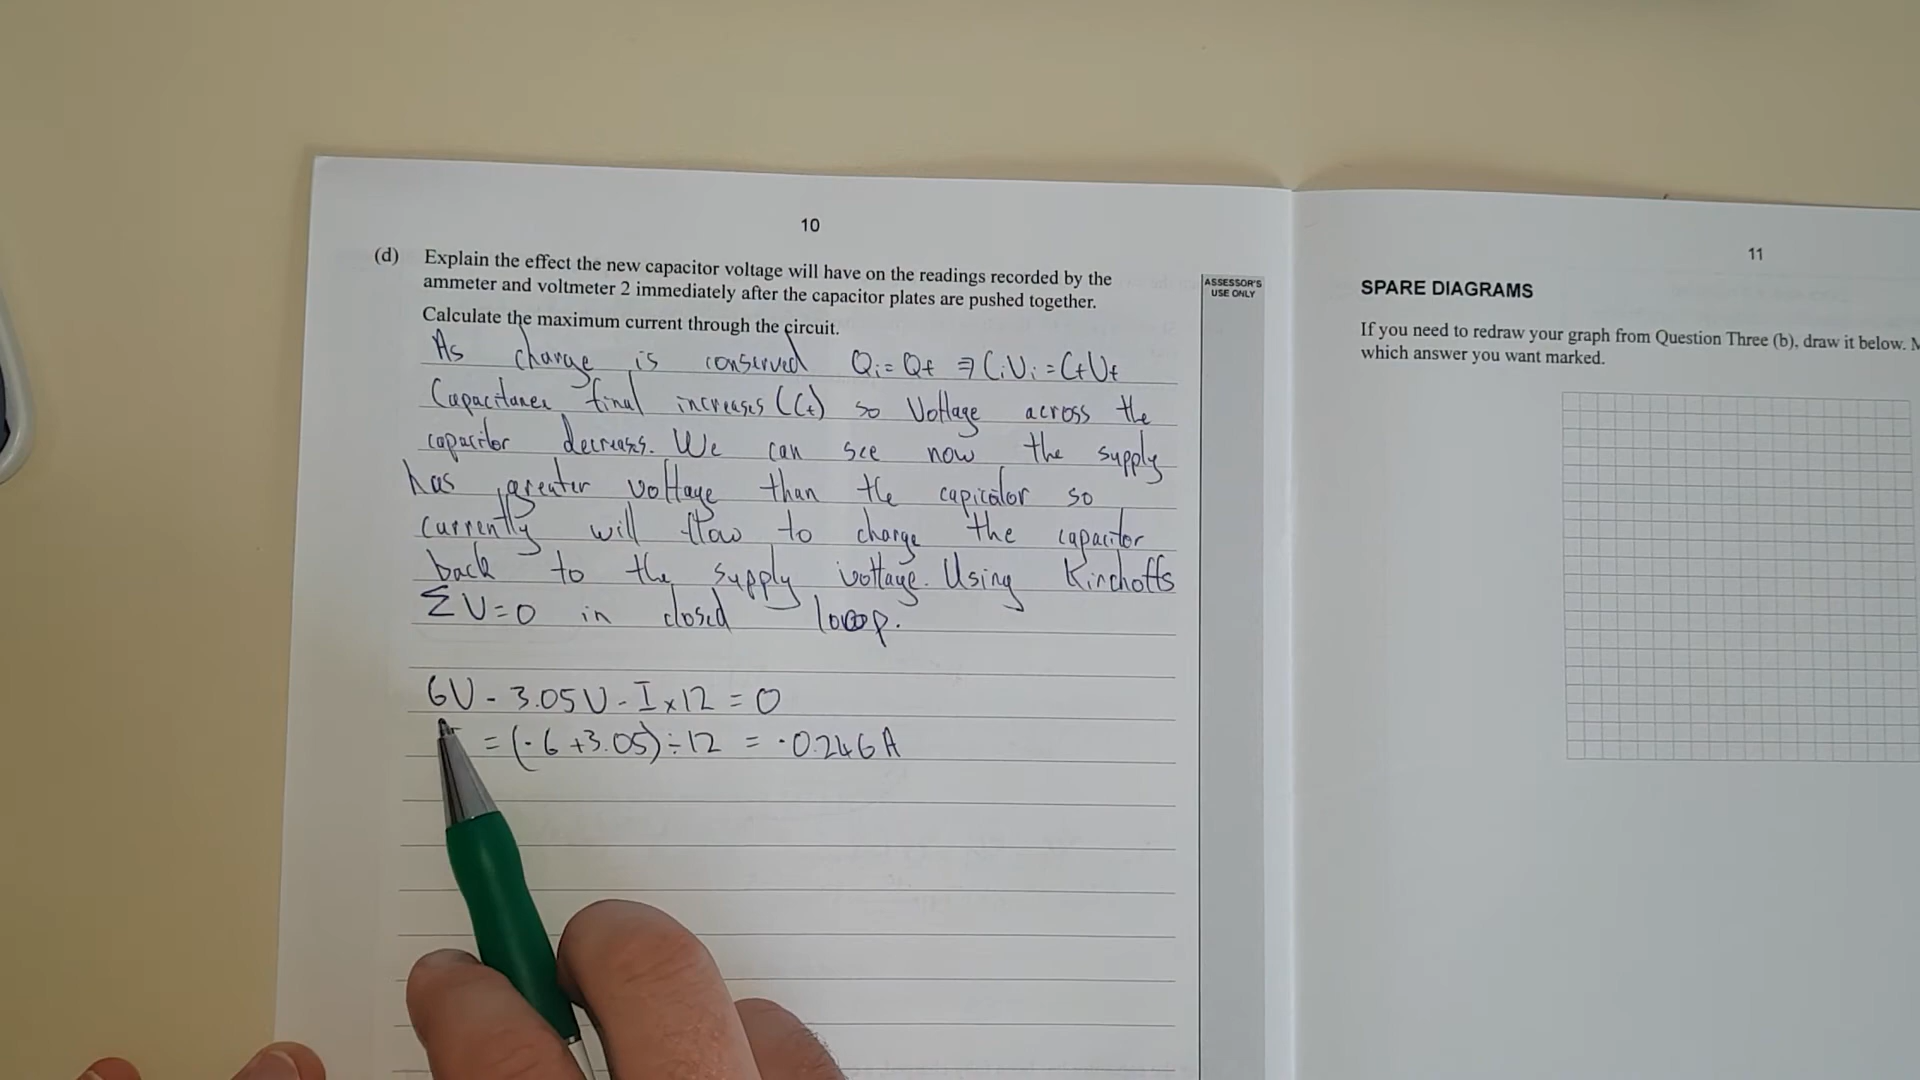 10
(d) Explain the effect the new capacitor voltage will have on the readings recorded by the
ammeter and voltmeter 2 immediately after the capacitor plates are pushed together.
Calculate the maximum current through the circuit.
As charge is conserved Qi = Qf ⇒ CiVi = CfVf
Capacitance final increases (Cf) so Voltage across the
capacitor decreases. We can see now the supply
has greater voltage than the capicitor so
currently will flow to charge the capacitor
back to the supply voltage. Using Kirchoffs
ΣV=0 in closed loop.
6V - 3.05V - I x 12 = 0
= (-6 + 3.05) ÷ 12 = -0.246A
ASSESSOR'S
USE ONLY
11
SPARE DIAGRAMS
If you need to redraw your graph from Question Three (b), draw it below.
which answer you want marked.